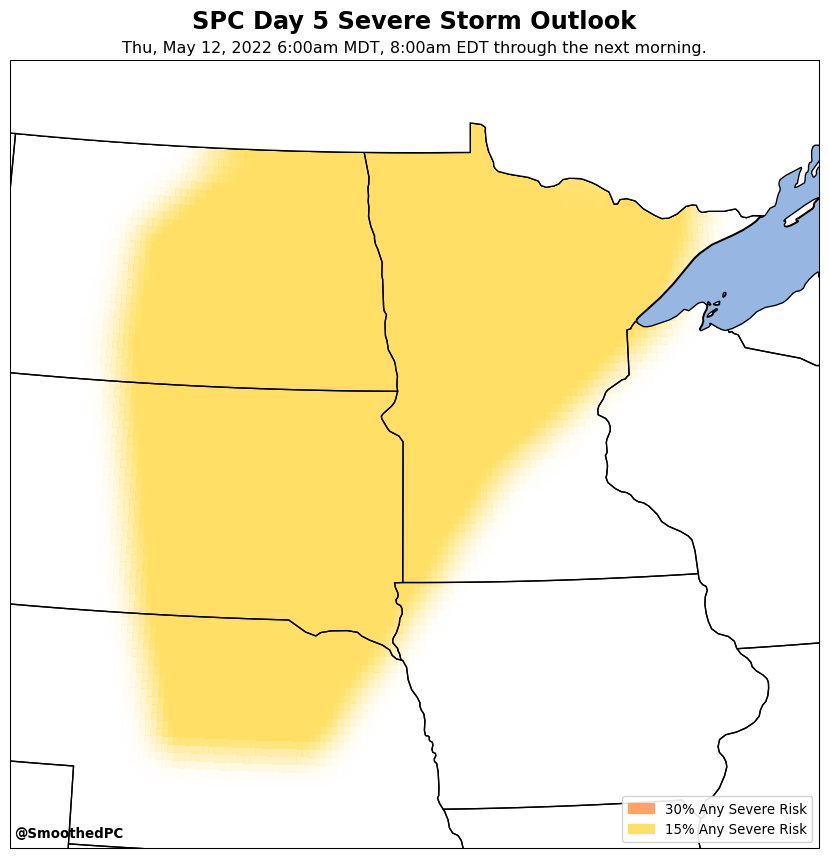 SPC Day 5 Severe Storm Outlook
Thu, May 12, 2022 6:00am MDT, 8:00am EDT through the next morning.
30% Any Severe Risk
15% Any Severe Risk
@SmoothedPC